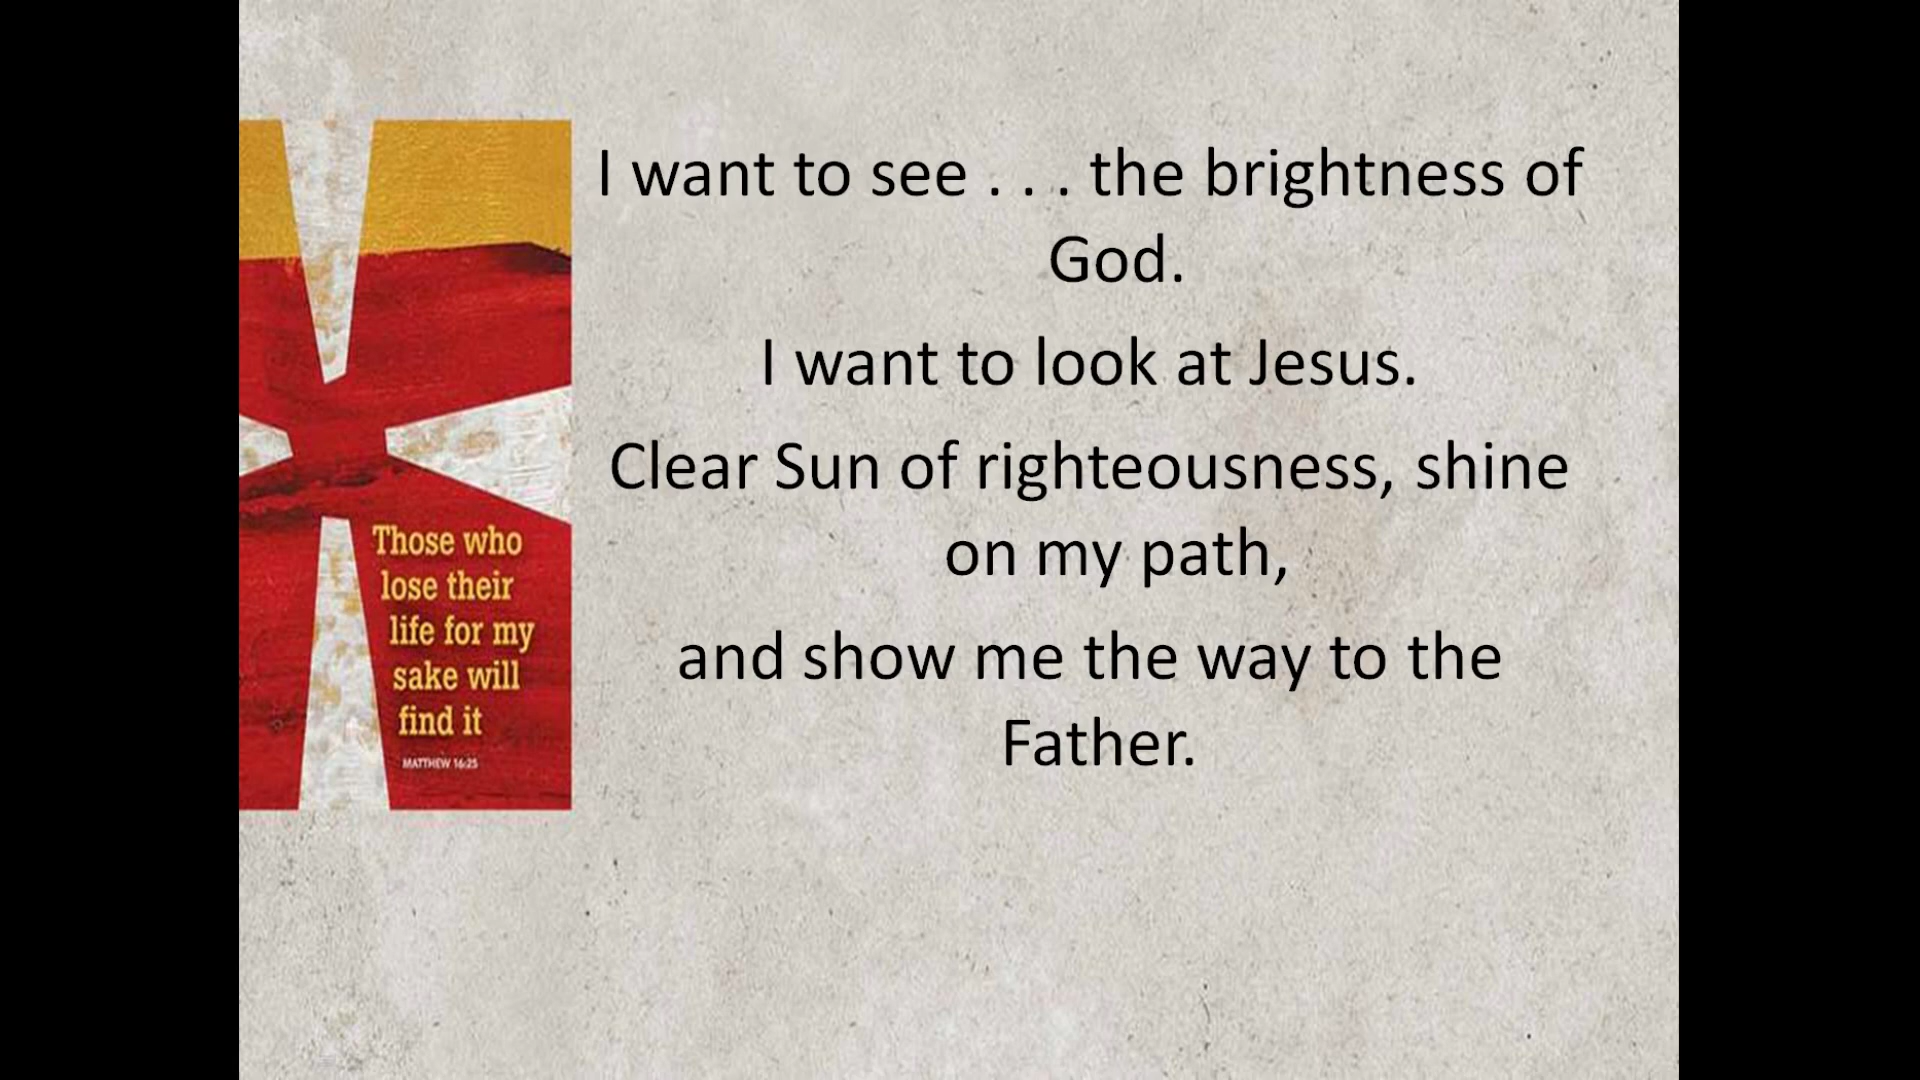 I want to see . . . the brightness of
God.
I want to look at Jesus.
Clear Sun of righteousness, shine
on my path,
and show me the way to the
Father.
Those who
lose their
life for my
sake will
find it
MATTHEW 16:25